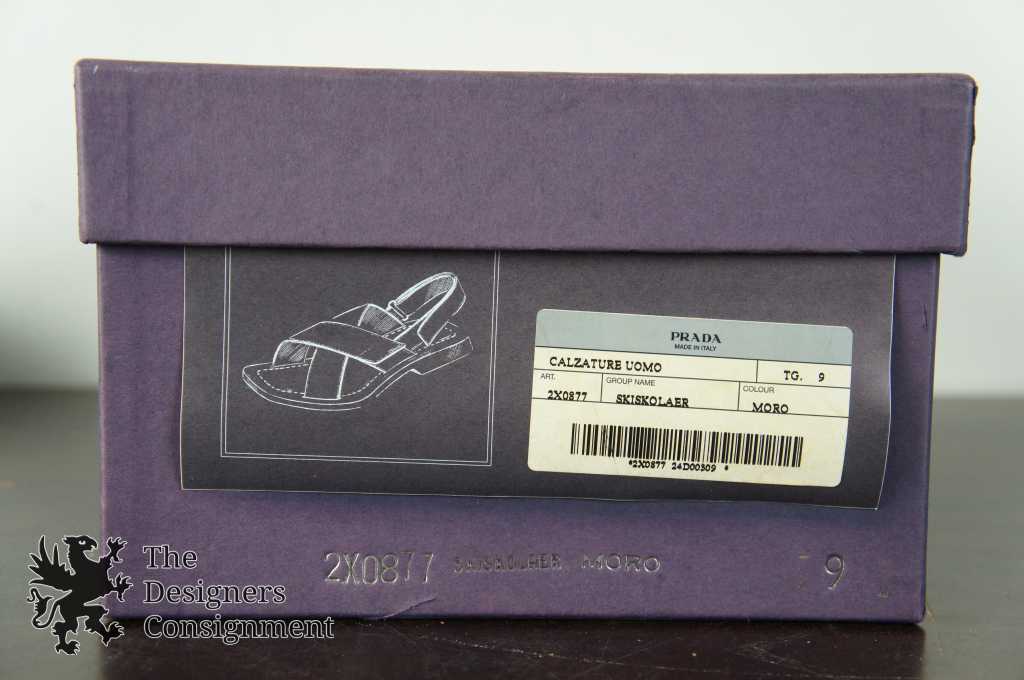 PRADA
MADE IN ITALY
CALZATURE UOMO TG. 9
ART. GROUP NAME COLOUR
2X0877 SKISKOLAER MORO
*2X0877 24D00309 *
2X0877 SKISKOLAER MORO 9
The
Designers
Consignment